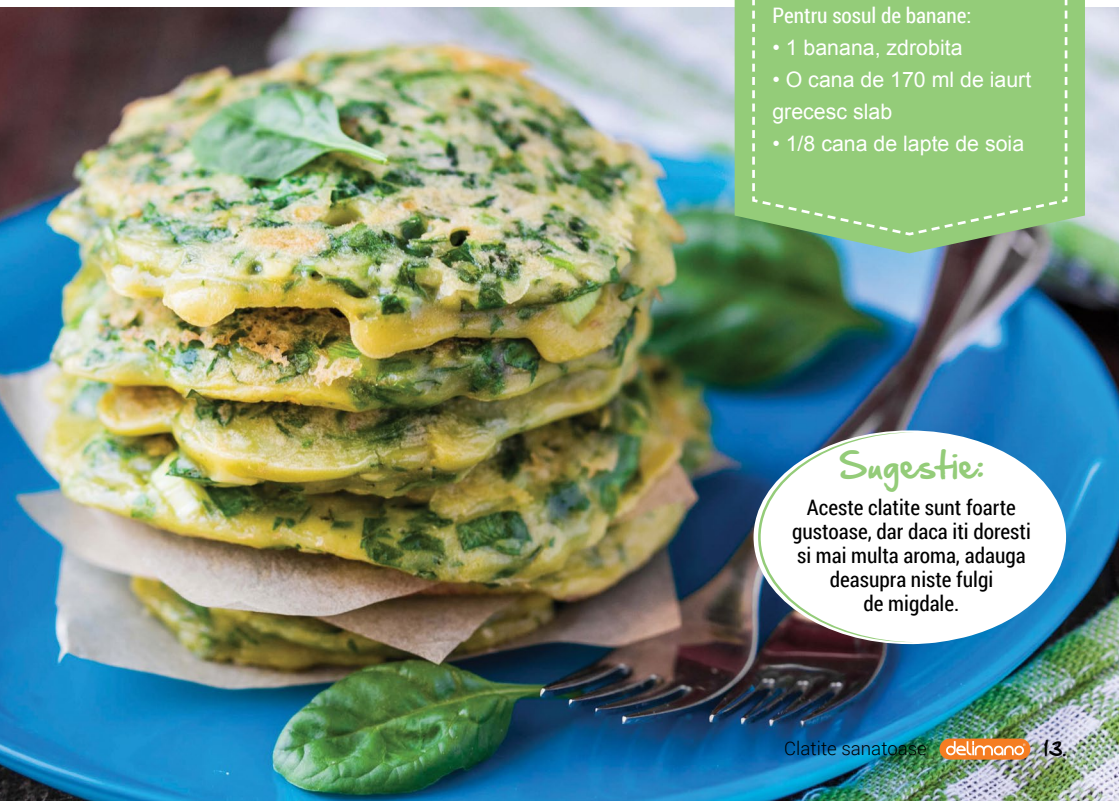 Pentru sosul de banane:
• 1 banana, zdrobita
• O cana de 170 ml de iaurt
grecesc slab
• 1/8 cana de lapte de soia
Sugestie:
Aceste clatite sunt foarte
gustoase, dar daca iti doresti
si mai multa aroma, adauga
deasupra niste fulgi
de migdale.
Clatite sanatoase delimano 13.